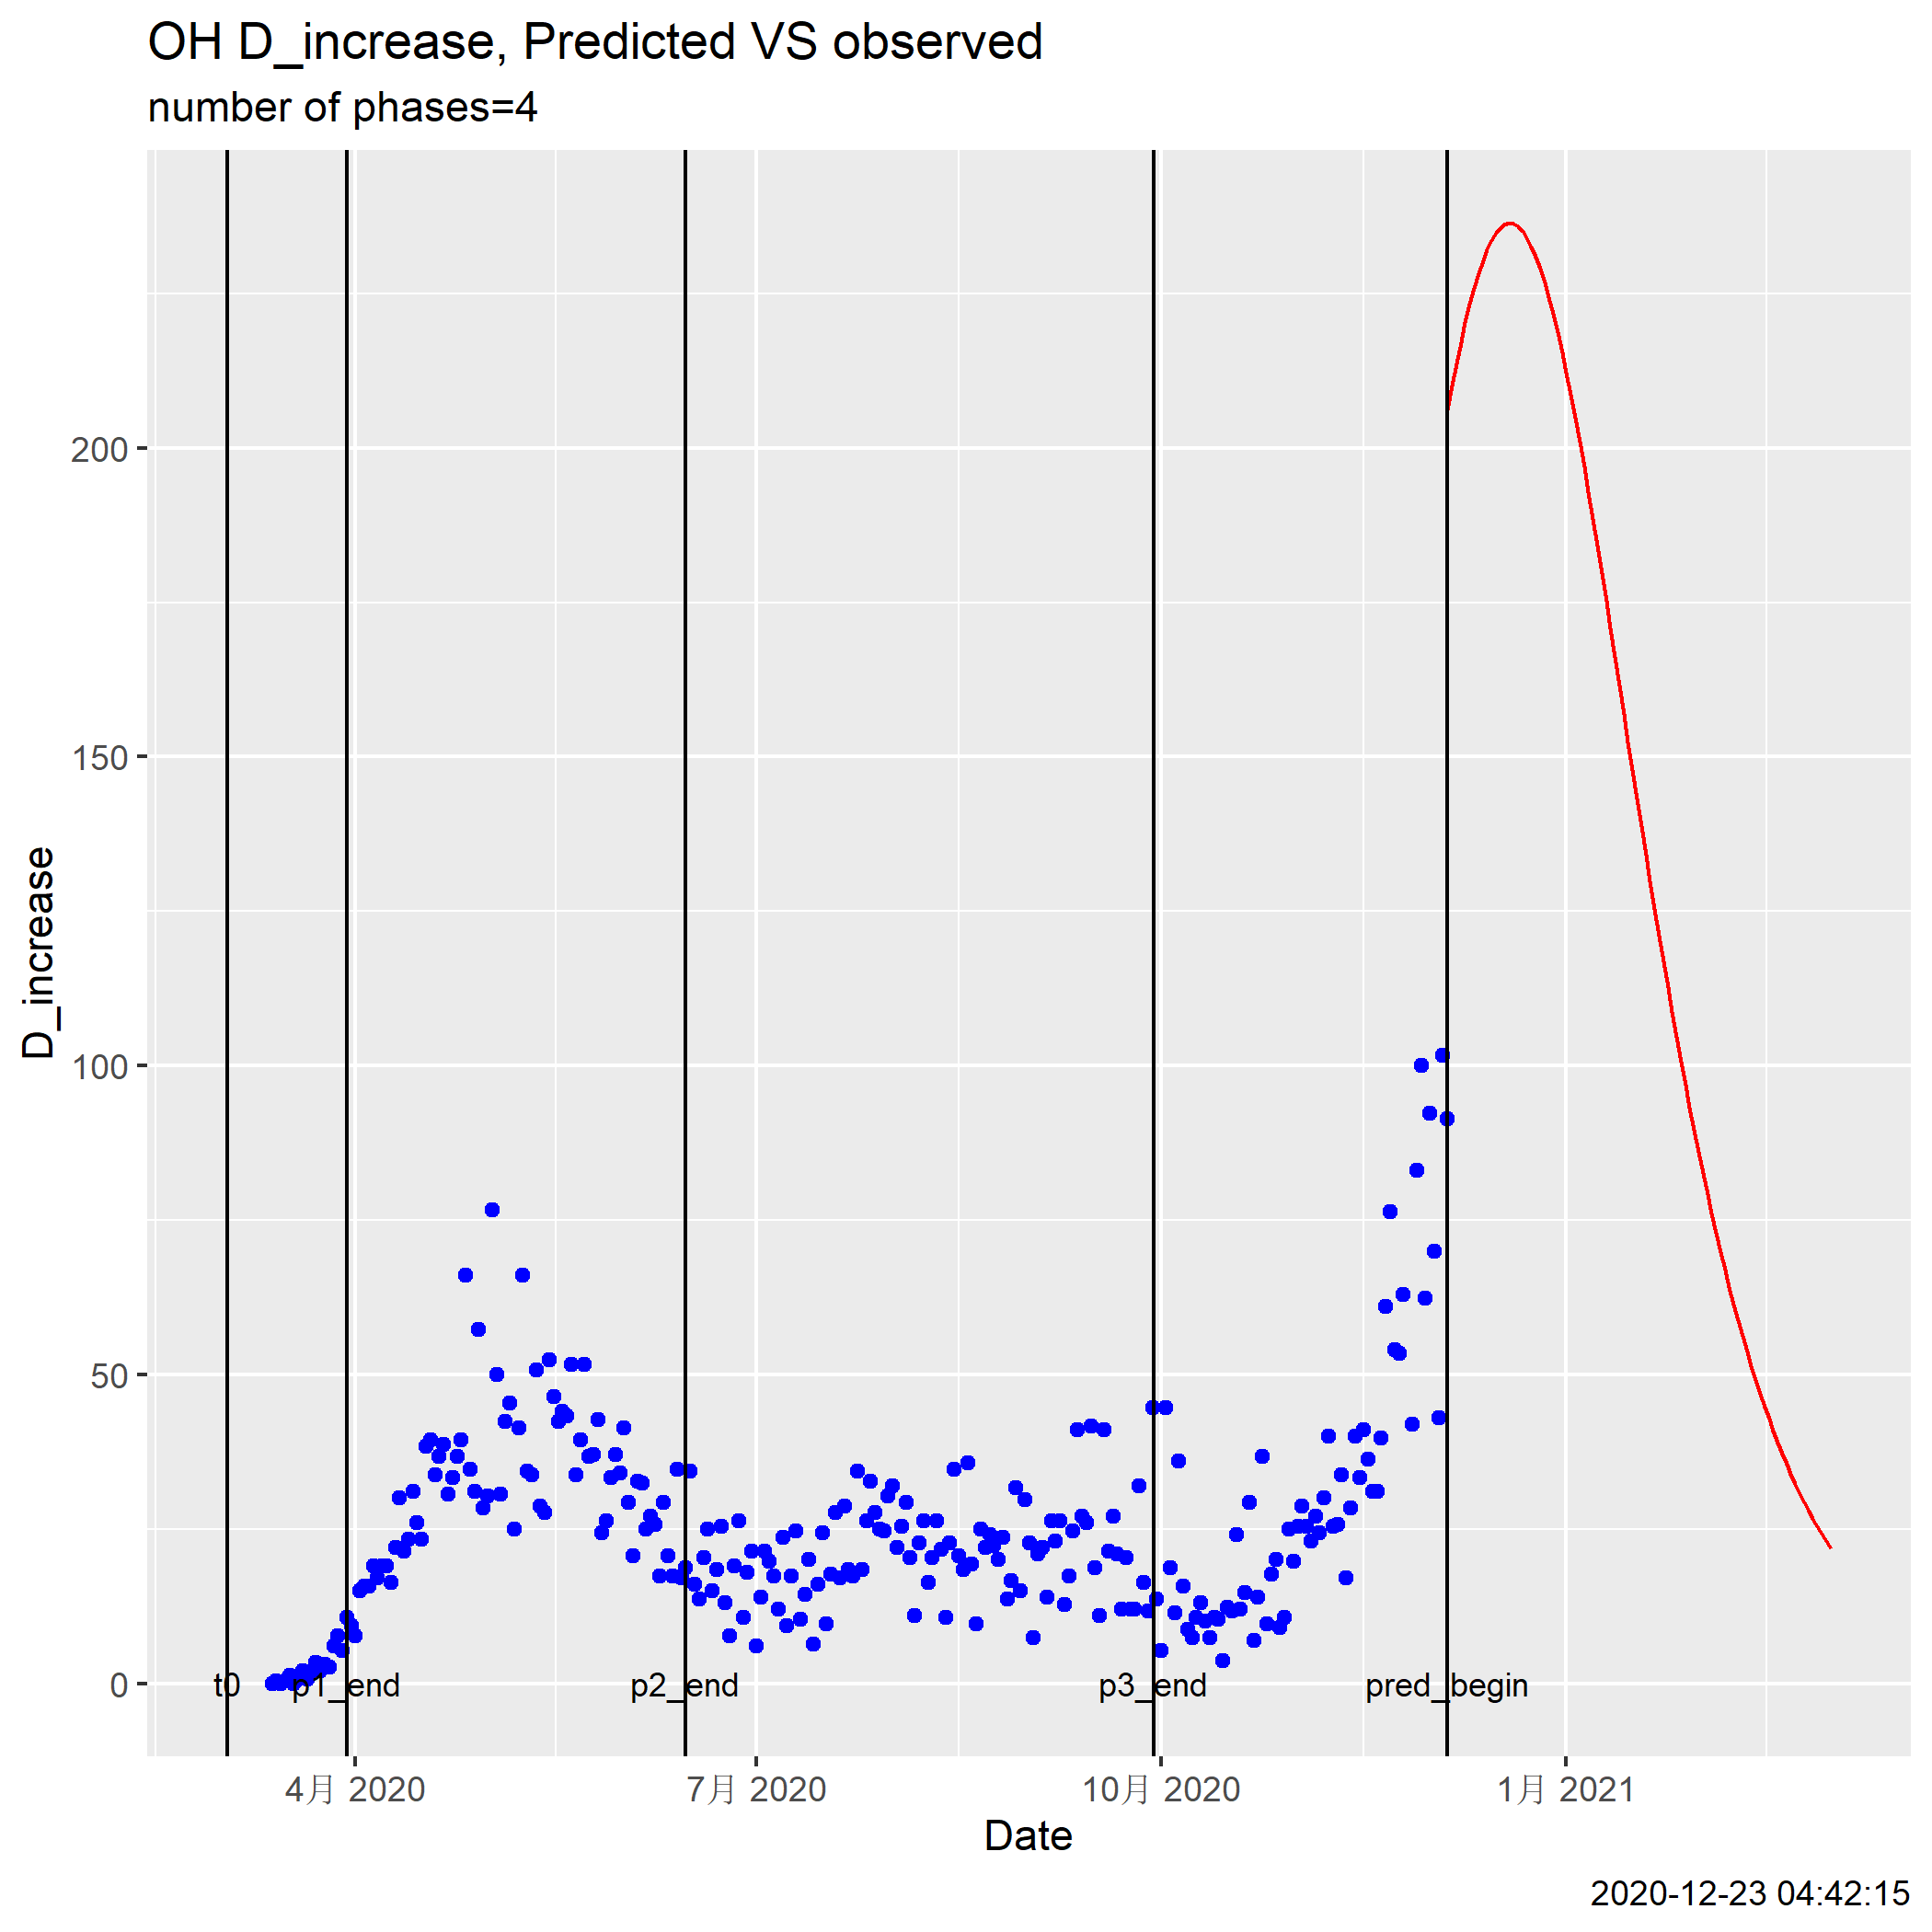 OH D_increase, Predicted VS observed
number of phases=4
D_increase
200
150
100
50
0
t0
p1_end
p2_end
p3_end
pred_begin
4月 2020
7月 2020
10月 2020
1月 2021
Date
2020-12-23 04:42:15